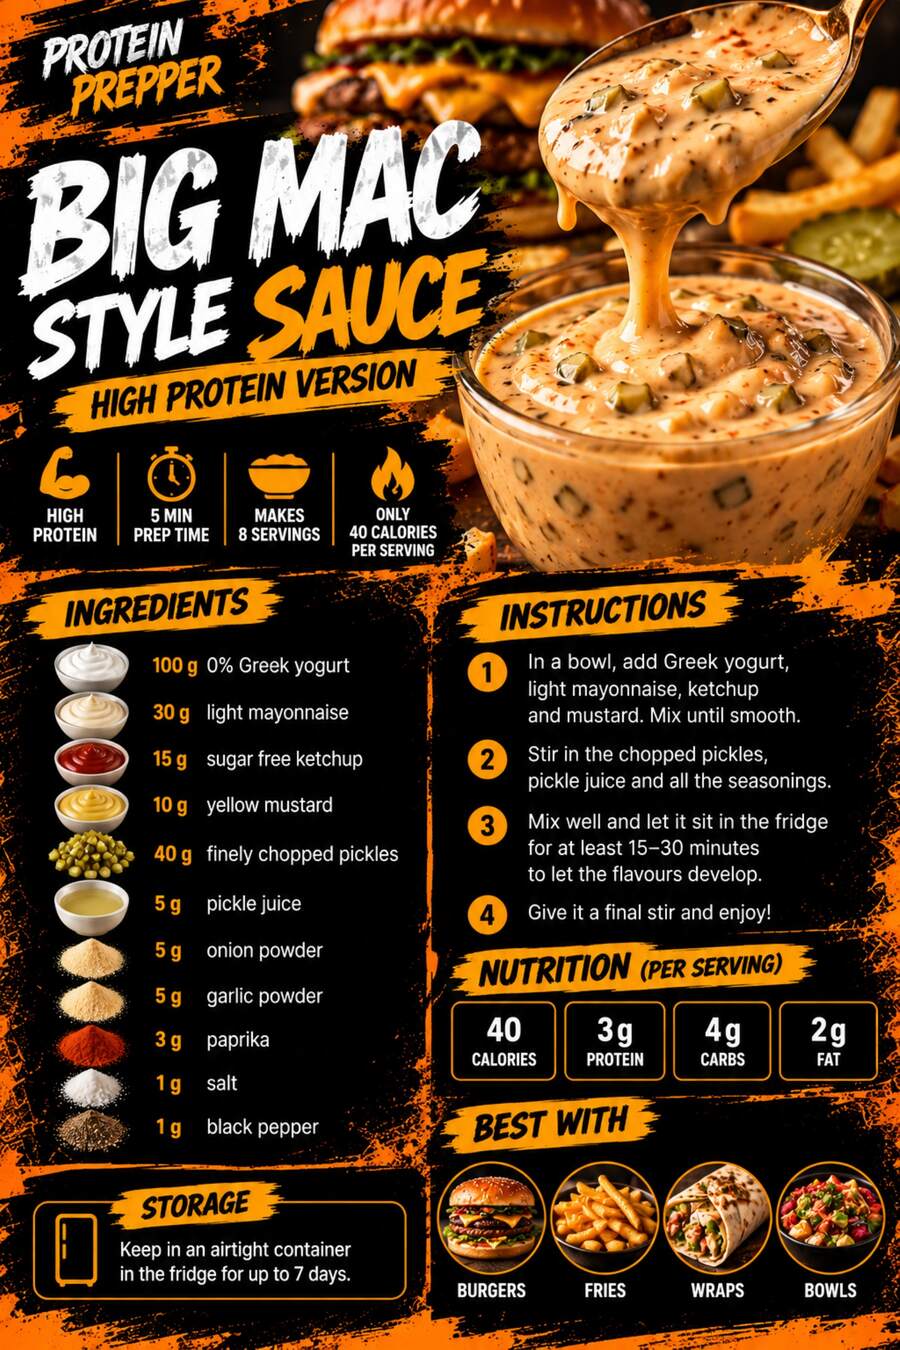 PROTEIN
PREPPER
BIG MAC
STYLE SAUCE
HIGH PROTEIN VERSION
HIGH
PROTEIN
5 MIN
PREP TIME
MAKES
8 SERVINGS
ONLY
40 CALORIES
PER SERVING
INGREDIENTS
100 g 0% Greek yogurt
30 g light mayonnaise
15 g sugar free ketchup
10 g yellow mustard
40 g finely chopped pickles
5 g pickle juice
5 g onion powder
5 g garlic powder
3 g paprika
1 g salt
1 g black pepper
STORAGE
Keep in an airtight container
in the fridge for up to 7 days.
INSTRUCTIONS
1 In a bowl, add Greek yogurt,
light mayonnaise, ketchup
and mustard. Mix until smooth.
2 Stir in the chopped pickles,
pickle juice and all the seasonings.
3 Mix well and let it sit in the fridge
for at least 15–30 minutes
to let the flavours develop.
4 Give it a final stir and enjoy!
NUTRITION (PER SERVING)
40
CALORIES
3g
PROTEIN
4g
CARBS
2g
FAT
BEST WITH
BURGERS
FRIES
WRAPS
BOWLS